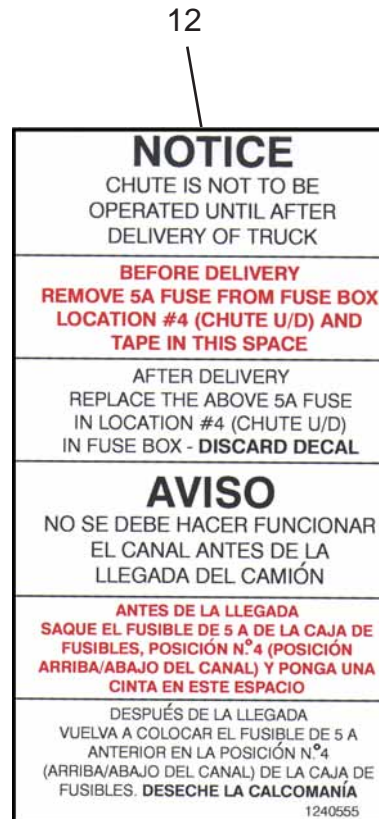 12
NOTICE
CHUTE IS NOT TO BE
OPERATED UNTIL AFTER
DELIVERY OF TRUCK
BEFORE DELIVERY
REMOVE 5A FUSE FROM FUSE BOX
LOCATION #4 (CHUTE U/D) AND
TAPE IN THIS SPACE
AFTER DELIVERY
REPLACE THE ABOVE 5A FUSE
IN LOCATION #4 (CHUTE U/D)
IN FUSE BOX - DISCARD DECAL
AVISO
NO SE DEBE HACER FUNCIONAR
EL CANAL ANTES DE LA
LLEGADA DEL CAMIÓN
ANTES DE LA LLEGADA
SAQUE EL FUSIBLE DE 5 A DE LA CAJA DE
FUSIBLES, POSICIÓN N.º4 (POSICIÓN
ARRIBA/ABAJO DEL CANAL) Y PONGA UNA
CINTA EN ESTE ESPACIO
DESPUÉS DE LA LLEGADA
VUELVA A COLOCAR EL FUSIBLE DE 5 A
ANTERIOR EN LA POSICIÓN N.º4
(ARRIBA/ABAJO DEL CANAL) DE LA CAJA DE
FUSIBLES. DESECHE LA CALCOMANÍA
1240555